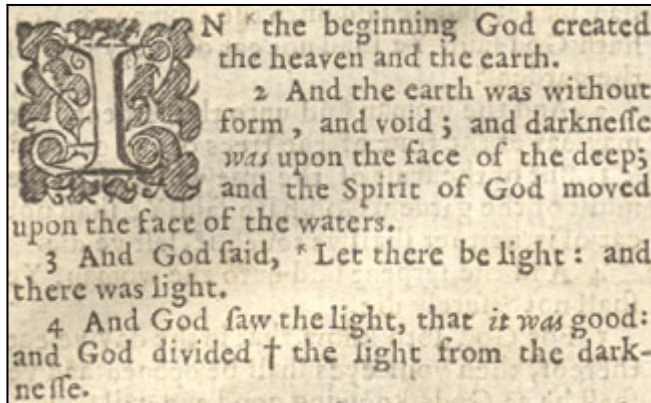 IN * the beginning God created
the heaven and the earth.
2 And the earth was without
form , and void ; and darkneſſe
was upon the face of the deep;
and the Spirit of God moved
upon the face of the waters.
3 And God ſaid, * Let there be light : and
there was light.
4 And God ſaw the light, that it was good:
and God divided † the light from the dark-
neſſe.